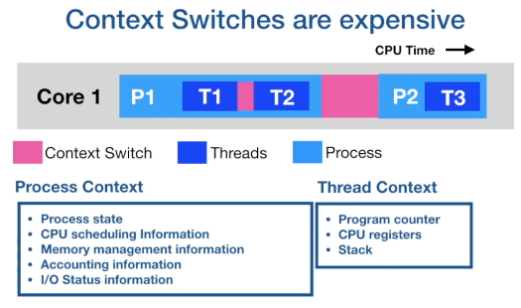 Context Switches are expensive
CPU Time
Core 1 P1 T1 T2 P2 T3
Context Switch Threads Process
Process Context
• Process state
• CPU scheduling Information
• Memory management information
• Accounting information
• I/O Status information
Thread Context
• Program counter
• CPU registers
• Stack